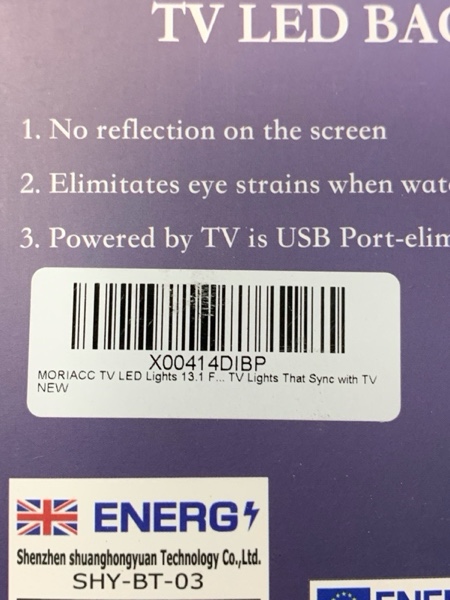 TV LED BAC
1. No reflection on the screen
2. Elimitates eye strains when wat
3. Powered by TV is USB Port-elim
X00414DIBP
MORIACC TV LED Lights 13.1 F... TV Lights That Sync with TV
NEW
ENERG
Shenzhen shuanghongyuan Technology Co.,Ltd.
SHY-BT-03
ENERG